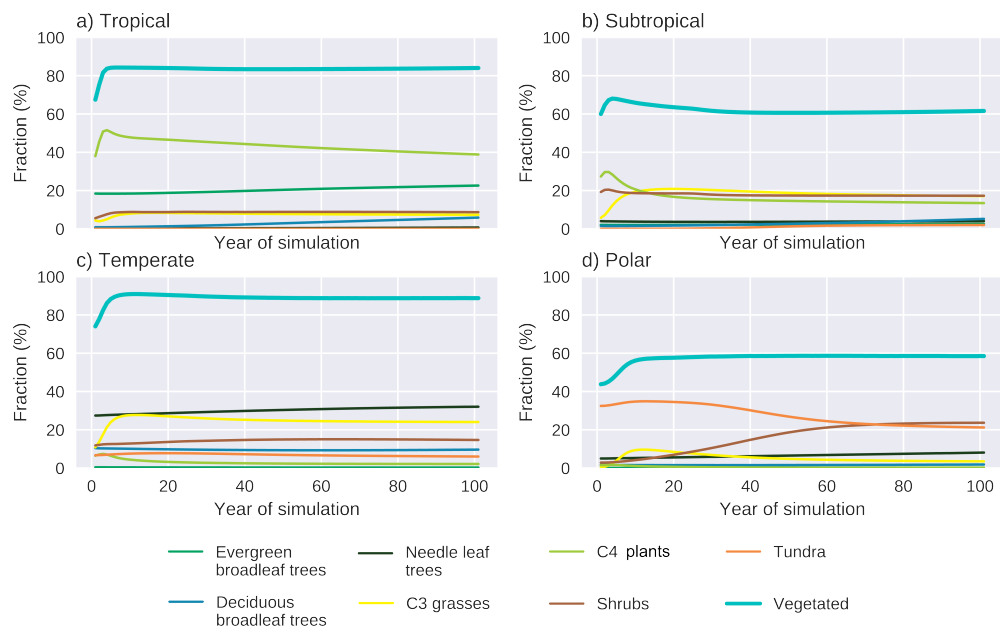 a) Tropical
b) Subtropical
100
80
60
40
20
0
Fraction (%)
Year of simulation
100
80
60
40
20
0
Fraction (%)
Year of simulation
c) Temperate
d) Polar
100
80
60
40
20
0
Fraction (%)
0 20 40 60 80 100
Year of simulation
100
80
60
40
20
0
Fraction (%)
0 20 40 60 80 100
Year of simulation
Evergreen
broadleaf trees
Needle leaf
trees
C4 plants
Tundra
Deciduous
broadleaf trees
C3 grasses
Shrubs
Vegetated